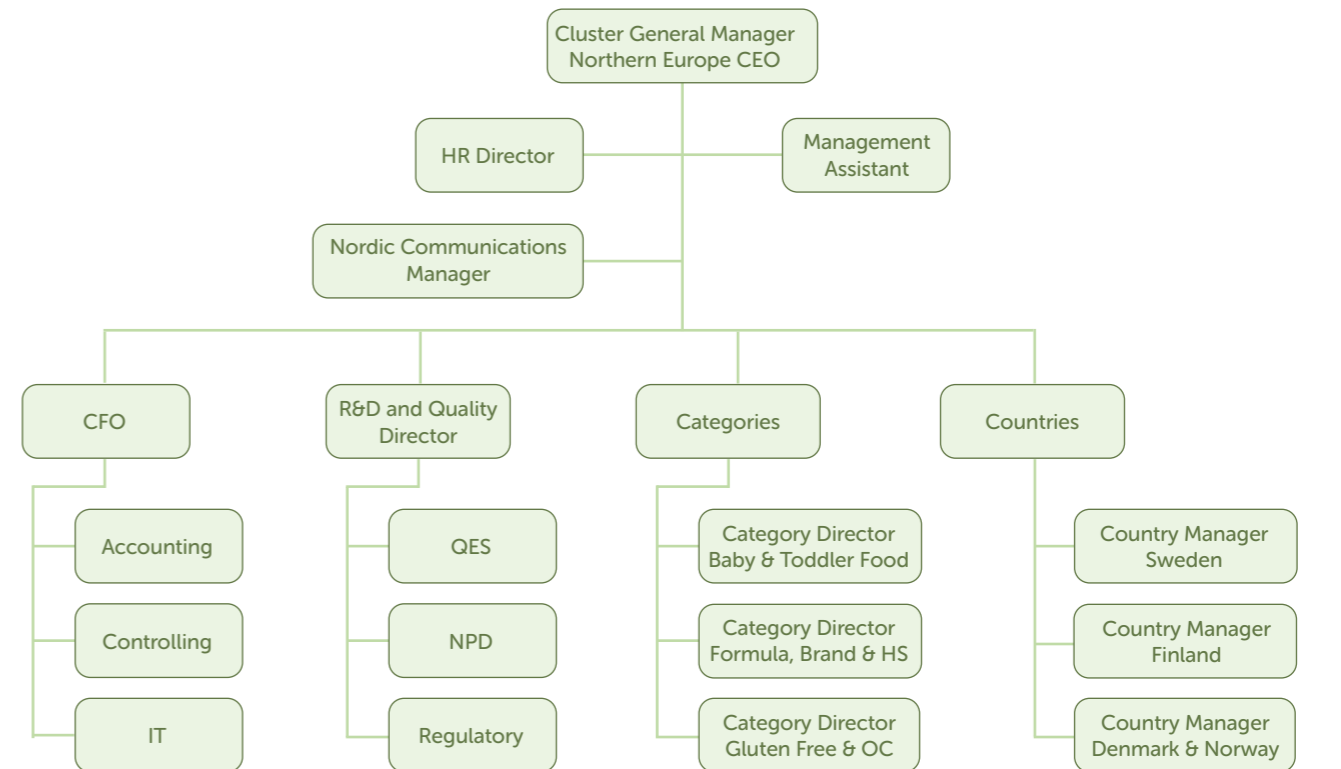 Cluster General Manager
Northern Europe CEO
HR Director
Management
Assistant
Nordic Communications
Manager
CFO
R&D and Quality
Director
Categories
Countries
Accounting
QES
Category Director
Baby & Toddler Food
Country Manager
Sweden
Controlling
NPD
Category Director
Formula, Brand & HS
Country Manager
Finland
IT
Regulatory
Category Director
Gluten Free & OC
Country Manager
Denmark & Norway